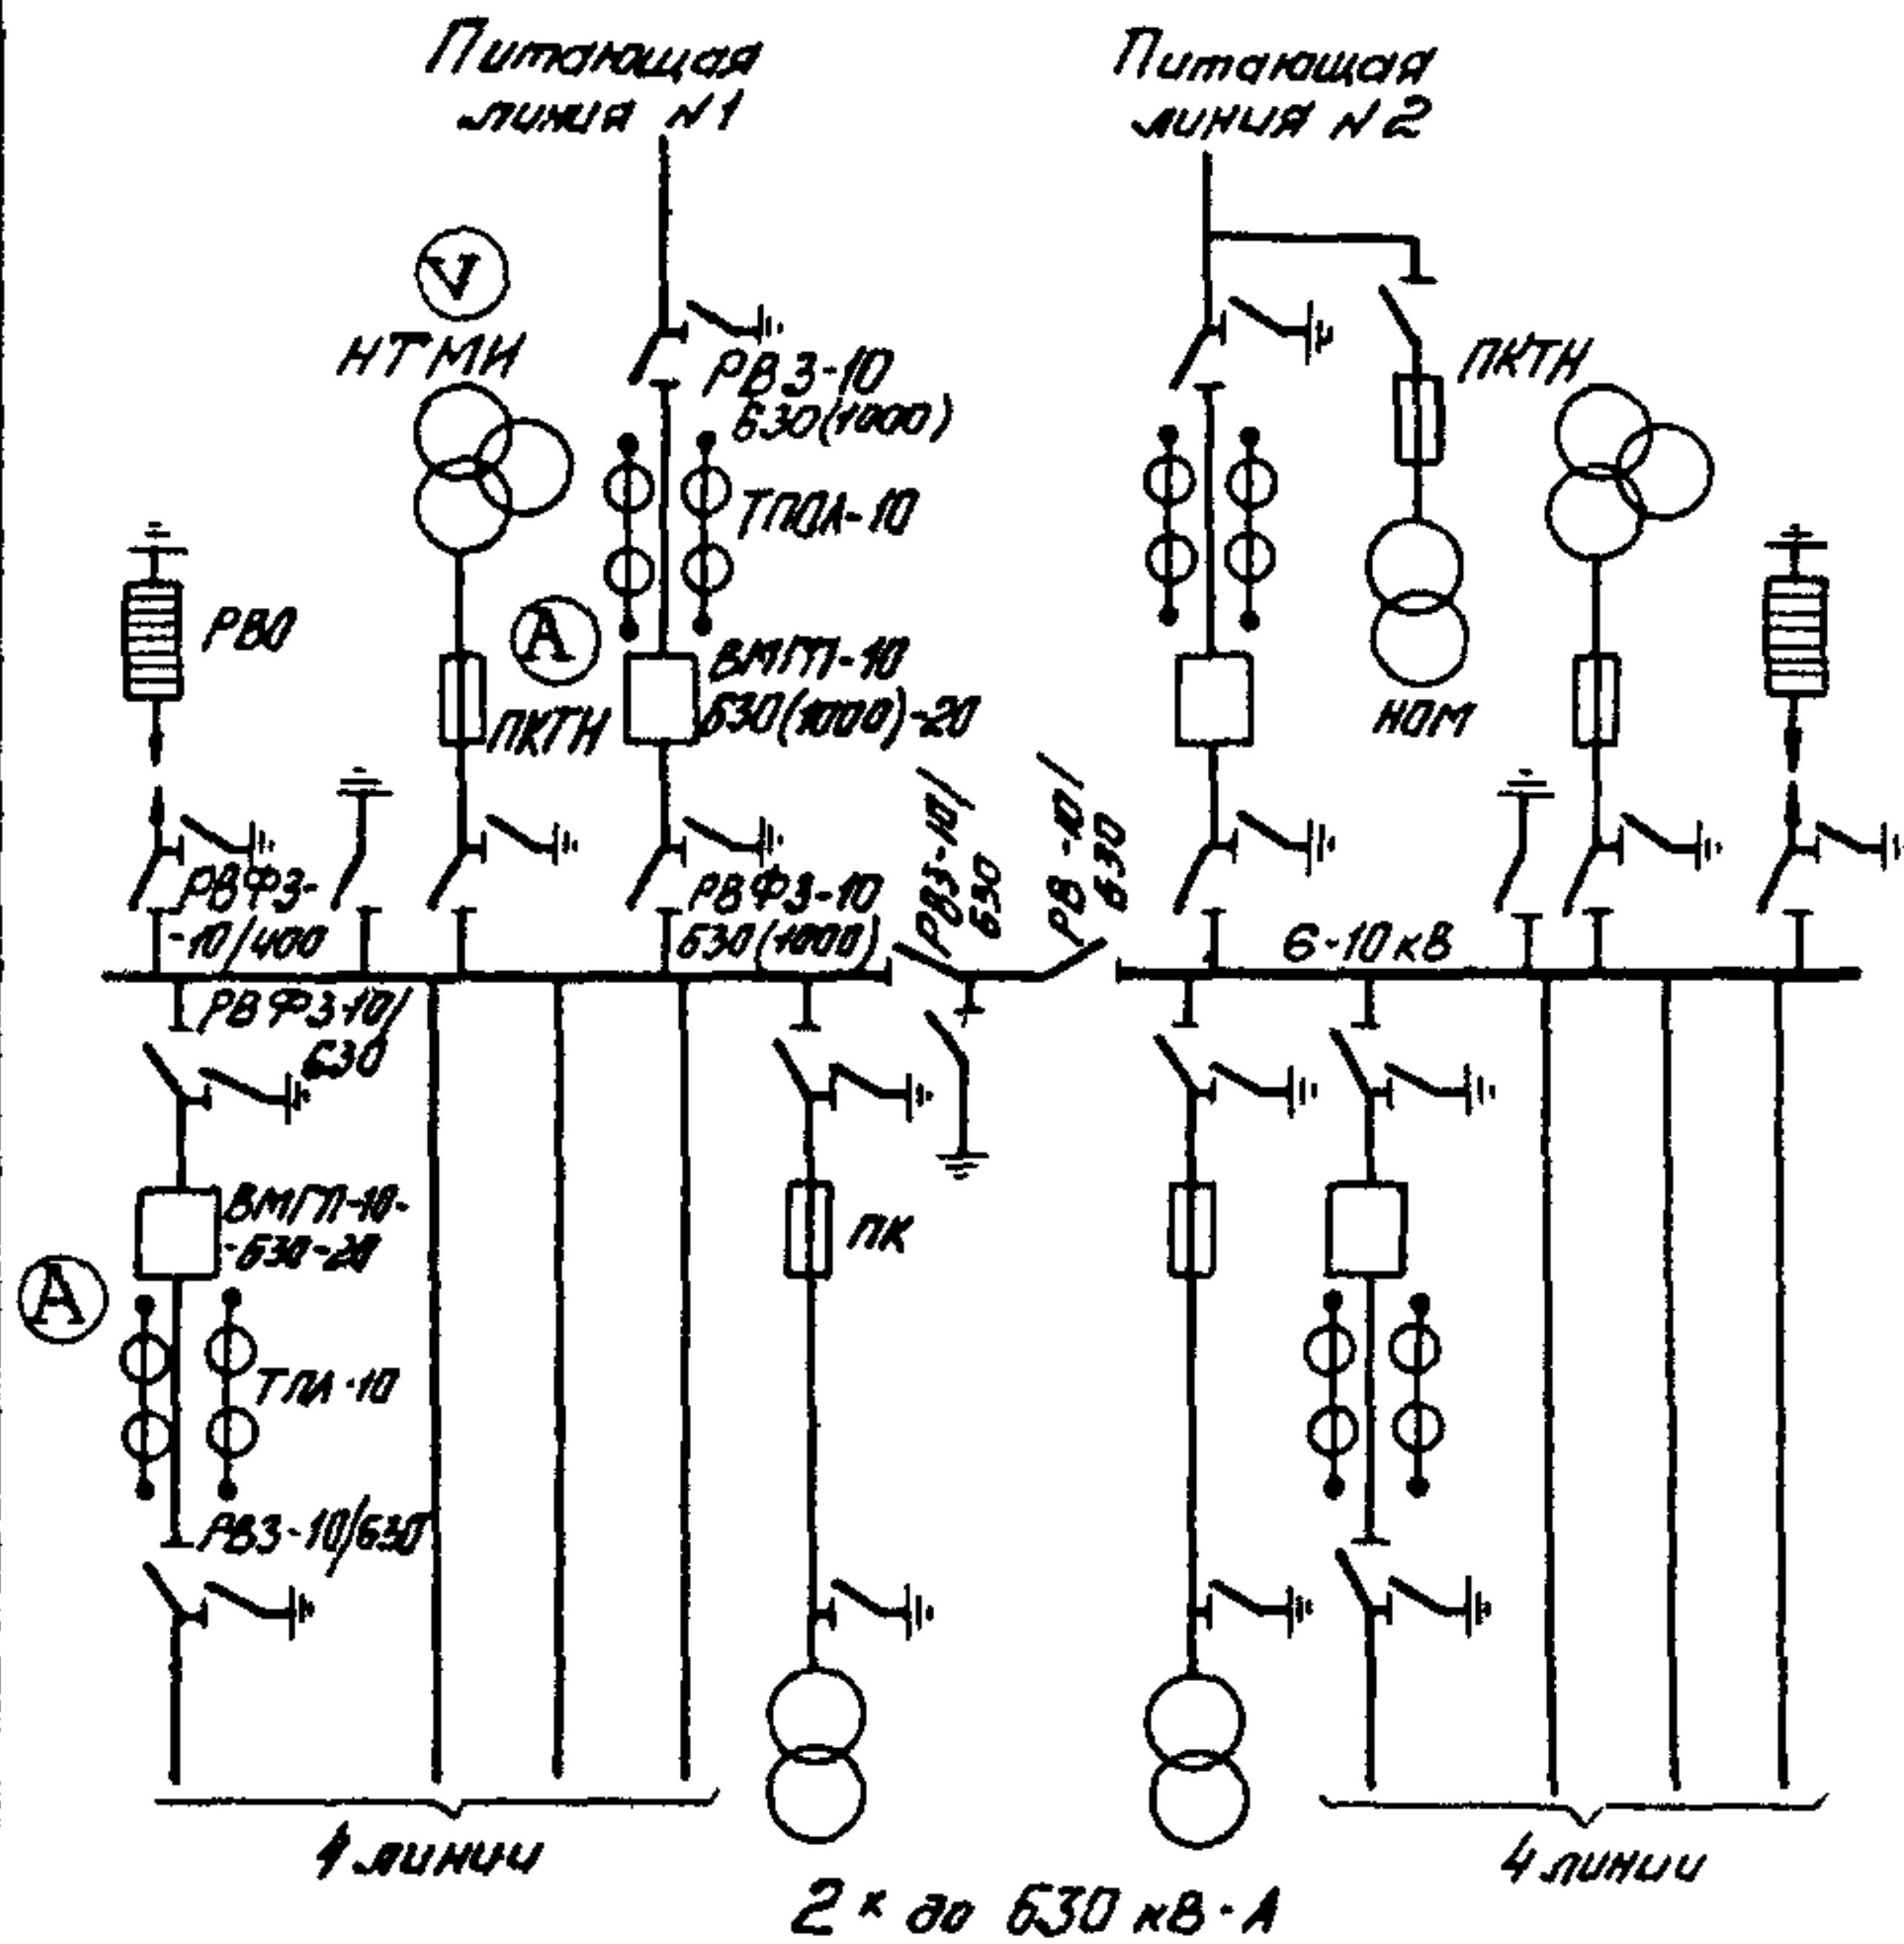 Питающая
линия №1
Питающая
линия №2
V
НТМИ
РВЗ-10
630(1000)
ПКТН
ТПОЛ-10
РВО
А
ВМГП-10
630(1000)-20
ПКТН
НОМ
РВЗ-10/
630
РВ-10/
630
РВФЗ-
-10/400
РВФЗ-10
630(1000)
6-10 кВ
РВФЗ-10/
630
ВМГП-10-
-630-20
ПК
А
ТПЛ-10
РВЗ-10/630
4 линии
4 линии
2 × до 630 кВ·А